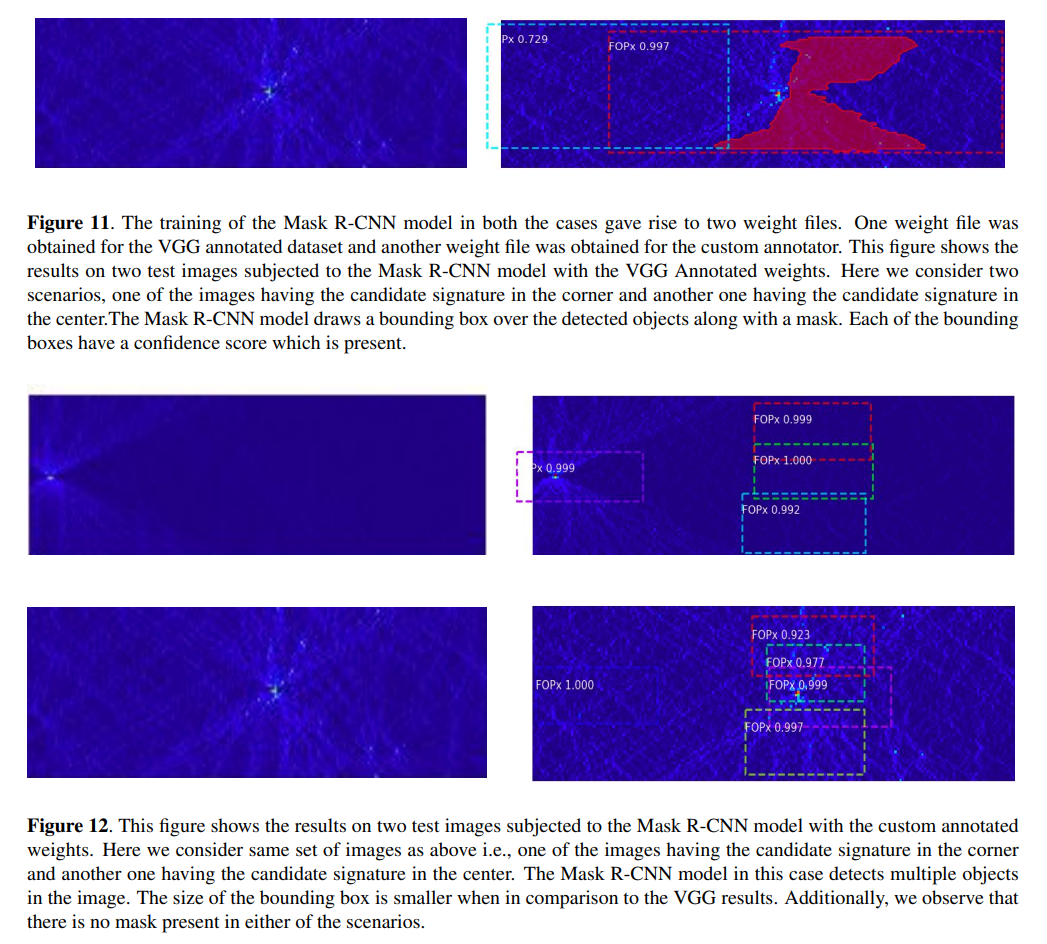 Px 0.729
FOPx 0.997
Figure 11. The training of the Mask R-CNN model in both the cases gave rise to two weight files. One weight file was
obtained for the VGG annotated dataset and another weight file was obtained for the custom annotator. This figure shows the
results on two test images subjected to the Mask R-CNN model with the VGG Annotated weights. Here we consider two
scenarios, one of the images having the candidate signature in the corner and another one having the candidate signature in
the center.The Mask R-CNN model draws a bounding box over the detected objects along with a mask. Each of the bounding
boxes have a confidence score which is present.
FOPx 0.999
FOPx 1.000
Px 0.999
FOPx 0.992
FOPx 0.923
FOPx 0.977
FOPx 1.000
FOPx 0.999
FOPx 0.997
Figure 12. This figure shows the results on two test images subjected to the Mask R-CNN model with the custom annotated
weights. Here we consider same set of images as above i.e., one of the images having the candidate signature in the corner
and another one having the candidate signature in the center. The Mask R-CNN model in this case detects multiple objects
in the image. The size of the bounding box is smaller when in comparison to the VGG results. Additionally, we observe that
there is no mask present in either of the scenarios.